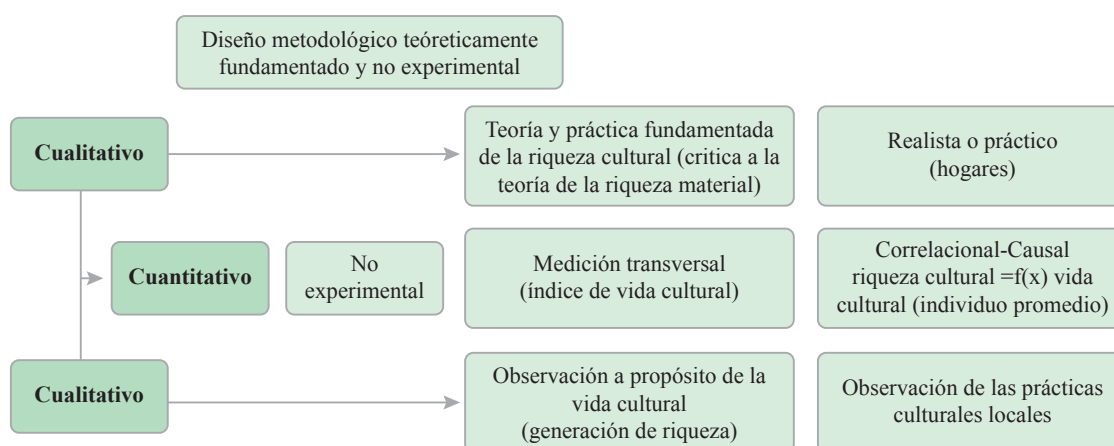 Diseño metodológico teóreticamente
fundamentado y no experimental
Cualitativo
Teoría y práctica fundamentada
de la riqueza cultural (critica a la
teoría de la riqueza material)
Realista o práctico
(hogares)
Cuantitativo
No
experimental
Medición transversal
(índice de vida cultural)
Correlacional-Causal
riqueza cultural =f(x) vida
cultural (individuo promedio)
Cualitativo
Observación a propósito de la
vida cultural
(generación de riqueza)
Observación de las prácticas
culturales locales